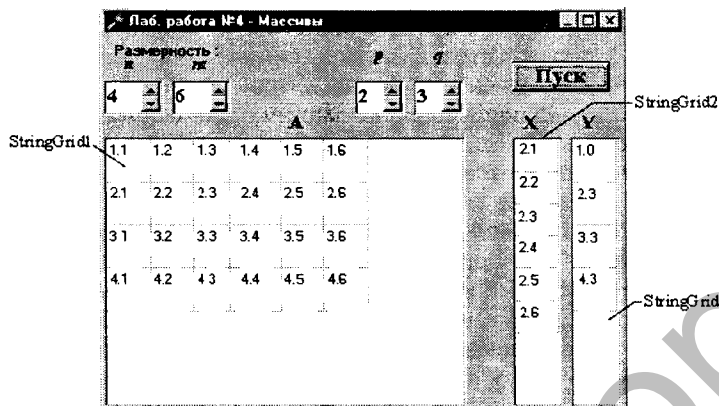 Лаб. работа №4 - Массивы
Размерность :
n m p q
4 6 2 3
Пуск
StringGrid2
A X Y
StringGrid1
1.1 1.2 1.3 1.4 1.5 1.6 2.1 1.0
2.1 2.2 2.3 2.4 2.5 2.6 2.2 2.3
3 1 3.2 3.3 3.4 3.5 3.6 2.3 3.3
2.4
4.1 4.2 4 3 4.4 4.5 4.6 2.5 4.3
2.6
StringGrid